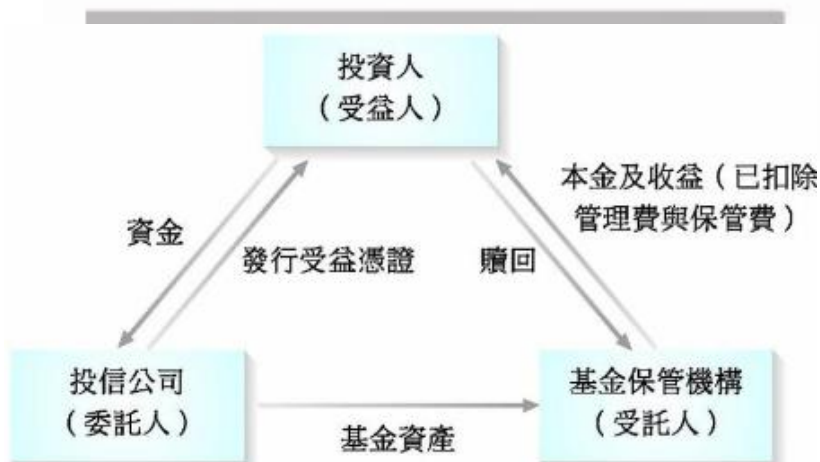 投資人
（受益人）
本金及收益（已扣除
管理費與保管費）
資金
發行受益憑證
贖回
投信公司
（委託人）
基金保管機構
（受託人）
基金資產